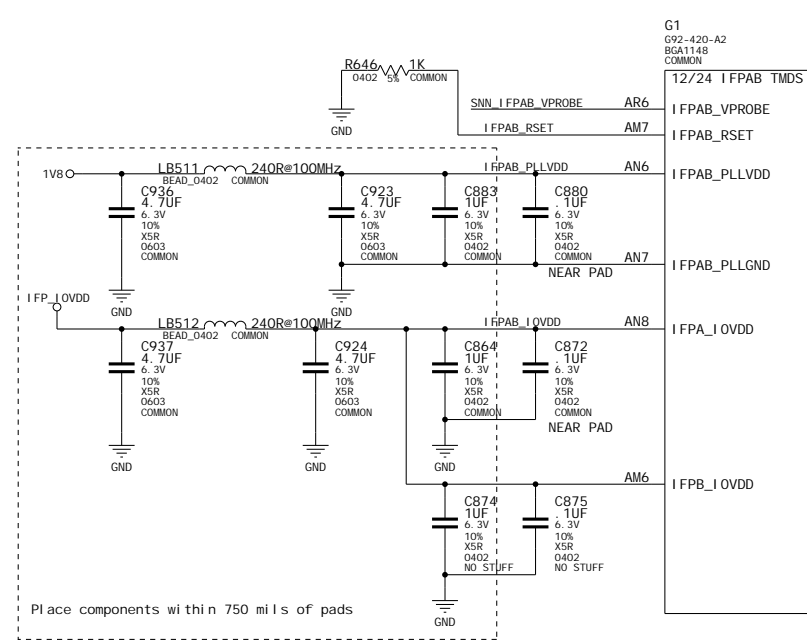 G1
G92-420-A2
BGA1148
COMMON
12/24 IFPAB TMDS
R646 1K
0402 5% COMMON
GND
SNN_IFPAB_VPROBE AR6 IFPAB_VPROBE
IFPAB_RSET AM7 IFPAB_RSET
1V8 LB511 240R@100MHz IFPAB_PLLVDD AN6 IFPAB_PLLVDD
BEAD_0402 COMMON
C936
4.7UF
6.3V
10%
X5R
0603
COMMON
GND
C923
4.7UF
6.3V
10%
X5R
0603
COMMON
GND
C883
1UF
6.3V
10%
X5R
0402
COMMON
C880
.1UF
6.3V
10%
X5R
0402
COMMON
NEAR PAD
AN7 IFPAB_PLLGND
IFP_IOVDD
LB512 240R@100MHz IFPAB_IOVDD AN8 IFPA_IOVDD
BEAD_0402 COMMON
C937
4.7UF
6.3V
10%
X5R
0603
COMMON
GND
C924
4.7UF
6.3V
10%
X5R
0603
COMMON
GND
C864
1UF
6.3V
10%
X5R
0402
COMMON
GND
C872
.1UF
6.3V
10%
X5R
0402
COMMON
NEAR PAD
AM6 IFPB_IOVDD
C874
1UF
6.3V
10%
X5R
0402
NO STUFF
GND
C875
.1UF
6.3V
10%
X5R
0402
NO STUFF
Place components within 750 mils of pads